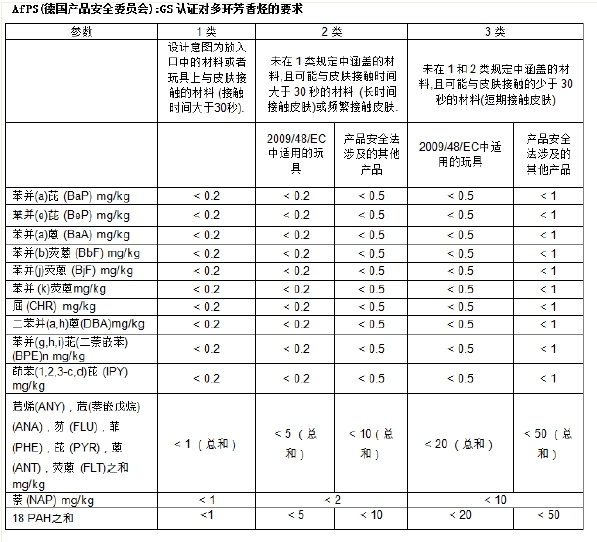 AfPS(德国产品安全委员会):GS认证对多环芳香烃的要求
参数 1类 2类 3类
设计意图为放入
口中的材料或者
玩具上与皮肤接
触的材料 (接触
时间大于30秒).
未在 1 类规定中涵盖的材
料,且可能与皮肤接触时间
大于 30 秒的材料 (长时间
接触皮肤)或频繁接触皮肤.
未在 1 和 2 类规定中涵盖的材
料,且可能与皮肤接触的少于 30
秒的材料(短期接触皮肤)
2009/48/EC
中适用的玩
具
产品安全法
涉及的其他
产品
2009/48/EC 中适
用的玩具
产品安全
法涉及的
其他产品
苯并(a)芘 (BaP) mg/kg < 0.2 < 0.2 < 0.5 < 0.5 < 1
苯并(e)芘 (BeP) mg/kg < 0.2 < 0.2 < 0.5 < 0.5 < 1
苯并(a)蒽 (BaA) mg/kg < 0.2 < 0.2 < 0.5 < 0.5 < 1
苯并(b)荧蒽 (BbF) mg/kg < 0.2 < 0.2 < 0.5 < 0.5 < 1
苯并(j)荧蒽 (BjF) mg/kg < 0.2 < 0.2 < 0.5 < 0.5 < 1
苯并 (k)荧蒽mg/kg < 0.2 < 0.2 < 0.5 < 0.5 < 1
屈 (CHR) mg/kg < 0.2 < 0.2 < 0.5 < 0.5 < 1
二苯并(a,h)蒽(DBA)mg/kg < 0.2 < 0.2 < 0.5 < 0.5 < 1
苯并(g,h,i)苝(二萘嵌苯)
(BPE)n mg/kg < 0.2 < 0.2 < 0.5 < 0.5 < 1
茚苯(1,2,3-c,d)芘 (IPY)
mg/kg < 0.2 < 0.2 < 0.5 < 0.5 < 1
苊烯(ANY)，苊(萘嵌戊烷)
(ANA)，芴 (FLU)，菲
(PHE)，芘 (PYR)，蒽
(ANT)，荧蒽 (FLT)之和
mg/kg
< 1 （总和）
< 5 （总
和）
< 10 (总
和）
< 20 （总和）
< 50 （总
和）
萘 (NAP) mg/kg < 1 < 2 < 10
18 PAH之和 <1 < 5 < 10 < 20 < 50